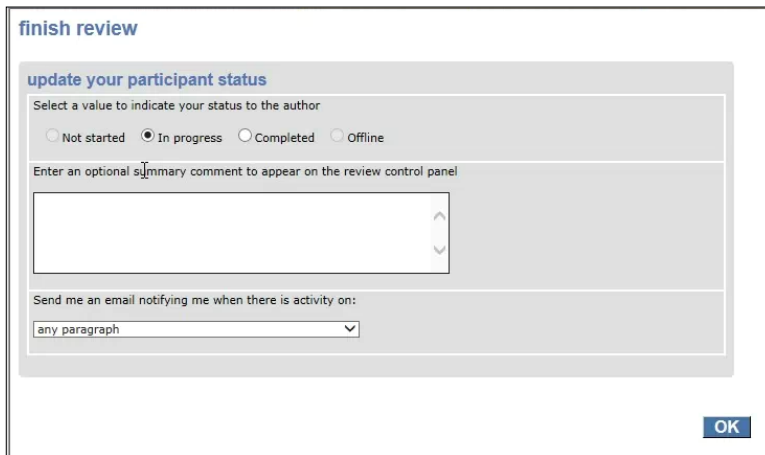 finish review
update your participant status
Select a value to indicate your status to the author
Not started In progress Completed Offline
Enter an optional summary comment to appear on the review control panel
Send me an email notifying me when there is activity on:
any paragraph
OK